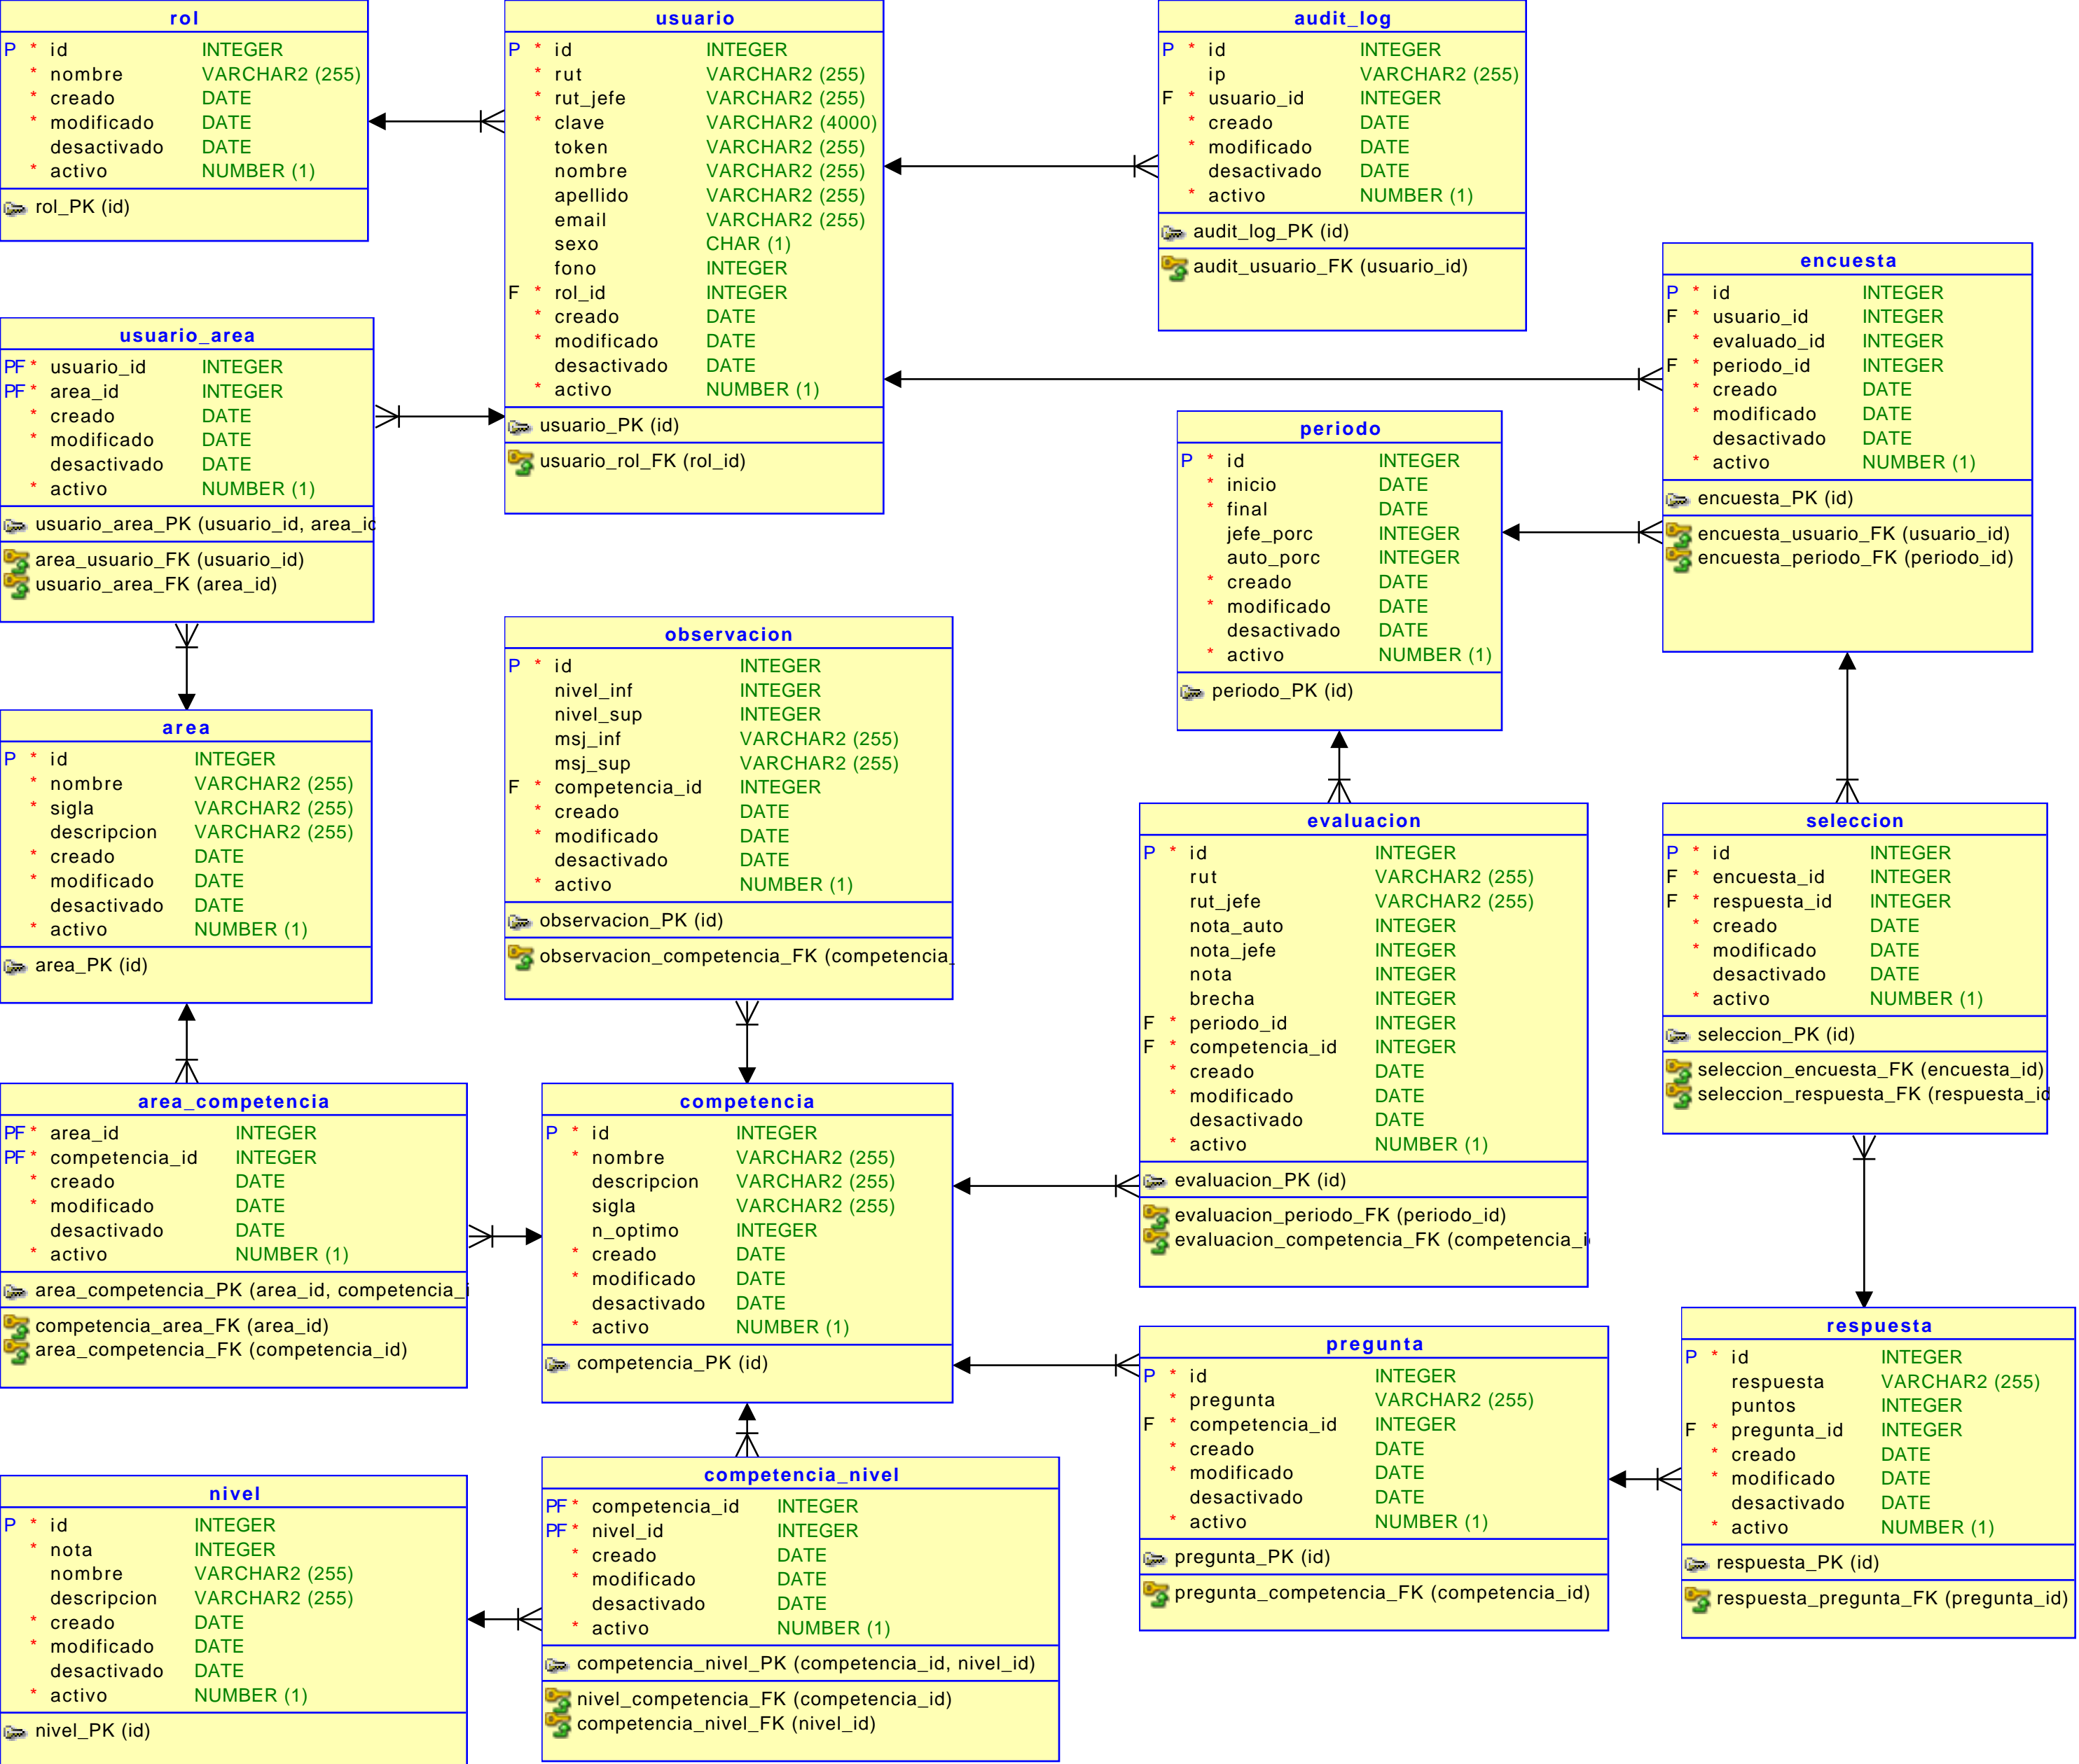 rol
P * id INTEGER
* nombre VARCHAR2 (255)
* creado DATE
* modificado DATE
desactivado DATE
* activo NUMBER (1)
rol_PK (id)
usuario
P * id INTEGER
* rut VARCHAR2 (255)
* rut_jefe VARCHAR2 (255)
* clave VARCHAR2 (4000)
token VARCHAR2 (255)
nombre VARCHAR2 (255)
apellido VARCHAR2 (255)
email VARCHAR2 (255)
sexo CHAR (1)
fono INTEGER
F * rol_id INTEGER
* creado DATE
* modificado DATE
desactivado DATE
* activo NUMBER (1)
usuario_PK (id)
usuario_rol_FK (rol_id)
audit_log
P * id INTEGER
ip VARCHAR2 (255)
F * usuario_id INTEGER
* creado DATE
* modificado DATE
desactivado DATE
* activo NUMBER (1)
audit_log_PK (id)
audit_usuario_FK (usuario_id)
encuesta
P * id INTEGER
F * usuario_id INTEGER
* evaluado_id INTEGER
F * periodo_id INTEGER
* creado DATE
* modificado DATE
desactivado DATE
* activo NUMBER (1)
encuesta_PK (id)
encuesta_usuario_FK (usuario_id)
encuesta_periodo_FK (periodo_id)
usuario_area
PF * usuario_id INTEGER
PF * area_id INTEGER
* creado DATE
* modificado DATE
desactivado DATE
* activo NUMBER (1)
usuario_area_PK (usuario_id, area_id
area_usuario_FK (usuario_id)
usuario_area_FK (area_id)
periodo
P * id INTEGER
* inicio DATE
* final DATE
jefe_porc INTEGER
auto_porc INTEGER
* creado DATE
* modificado DATE
desactivado DATE
* activo NUMBER (1)
periodo_PK (id)
observacion
P * id INTEGER
nivel_inf INTEGER
nivel_sup INTEGER
msj_inf VARCHAR2 (255)
msj_sup VARCHAR2 (255)
F * competencia_id INTEGER
* creado DATE
* modificado DATE
desactivado DATE
* activo NUMBER (1)
observacion_PK (id)
observacion_competencia_FK (competencia_
area
P * id INTEGER
* nombre VARCHAR2 (255)
* sigla VARCHAR2 (255)
descripcion VARCHAR2 (255)
* creado DATE
* modificado DATE
desactivado DATE
* activo NUMBER (1)
area_PK (id)
evaluacion
P * id INTEGER
rut VARCHAR2 (255)
rut_jefe VARCHAR2 (255)
nota_auto INTEGER
nota_jefe INTEGER
nota INTEGER
brecha INTEGER
F * periodo_id INTEGER
F * competencia_id INTEGER
* creado DATE
* modificado DATE
desactivado DATE
* activo NUMBER (1)
evaluacion_PK (id)
evaluacion_periodo_FK (periodo_id)
evaluacion_competencia_FK (competencia_i
seleccion
P * id INTEGER
F * encuesta_id INTEGER
F * respuesta_id INTEGER
* creado DATE
* modificado DATE
desactivado DATE
* activo NUMBER (1)
seleccion_PK (id)
seleccion_encuesta_FK (encuesta_id)
seleccion_respuesta_FK (respuesta_id
area_competencia
PF * area_id INTEGER
PF * competencia_id INTEGER
* creado DATE
* modificado DATE
desactivado DATE
* activo NUMBER (1)
area_competencia_PK (area_id, competencia_i
competencia_area_FK (area_id)
area_competencia_FK (competencia_id)
competencia
P * id INTEGER
* nombre VARCHAR2 (255)
descripcion VARCHAR2 (255)
sigla VARCHAR2 (255)
n_optimo INTEGER
* creado DATE
* modificado DATE
desactivado DATE
* activo NUMBER (1)
competencia_PK (id)
pregunta
P * id INTEGER
* pregunta VARCHAR2 (255)
F * competencia_id INTEGER
* creado DATE
* modificado DATE
desactivado DATE
* activo NUMBER (1)
pregunta_PK (id)
pregunta_competencia_FK (competencia_id)
respuesta
P * id INTEGER
respuesta VARCHAR2 (255)
puntos INTEGER
F * pregunta_id INTEGER
* creado DATE
* modificado DATE
desactivado DATE
* activo NUMBER (1)
respuesta_PK (id)
respuesta_pregunta_FK (pregunta_id)
nivel
P * id INTEGER
* nota INTEGER
nombre VARCHAR2 (255)
descripcion VARCHAR2 (255)
* creado DATE
* modificado DATE
desactivado DATE
* activo NUMBER (1)
nivel_PK (id)
competencia_nivel
PF * competencia_id INTEGER
PF * nivel_id INTEGER
* creado DATE
* modificado DATE
desactivado DATE
* activo NUMBER (1)
competencia_nivel_PK (competencia_id, nivel_id)
nivel_competencia_FK (competencia_id)
competencia_nivel_FK (nivel_id)